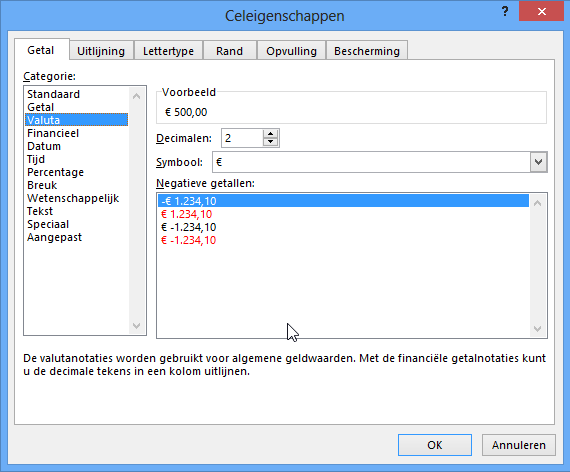 Celeigenschappen
?
Getal Uitlijning Lettertype Rand Opvulling Bescherming
Categorie:
Standaard
Getal
Valuta
Financieel
Datum
Tijd
Percentage
Breuk
Wetenschappelijk
Tekst
Speciaal
Aangepast
Voorbeeld
€ 500,00
Decimalen: 2
Symbool: €
Negatieve getallen:
-€ 1.234,10
€ 1.234,10
€ -1.234,10
€ -1.234,10
De valutanotaties worden gebruikt voor algemene geldwaarden. Met de financiële getalnotaties kunt
u de decimale tekens in een kolom uitlijnen.
OK Annuleren